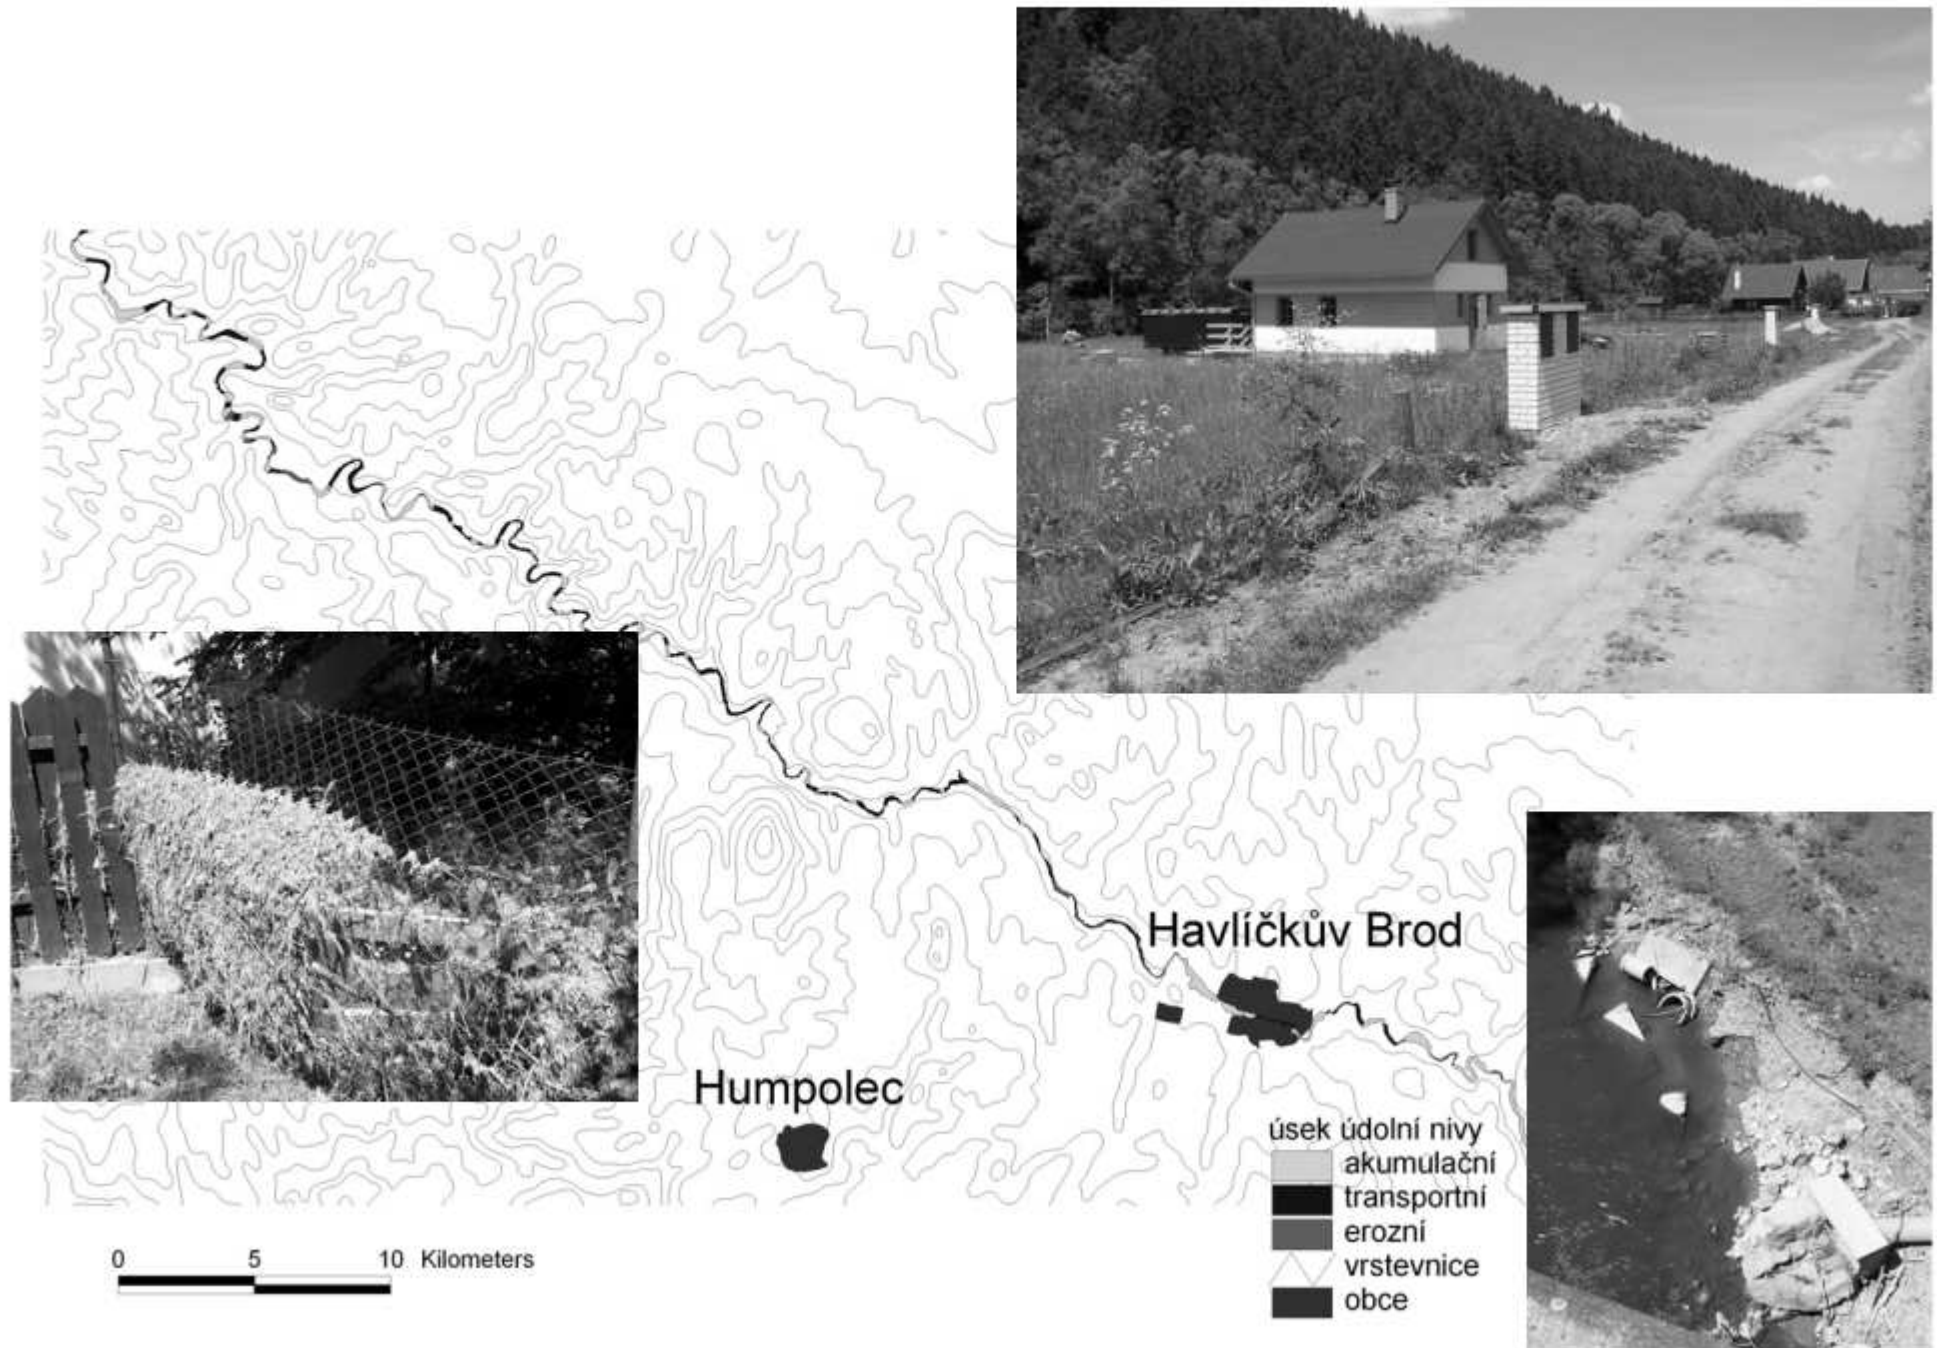 Havlíčkův Brod
Humpolec
úsek údolní nivy
akumulační
transportní
erozní
vrstevnice
obce
0 5 10 Kilometers